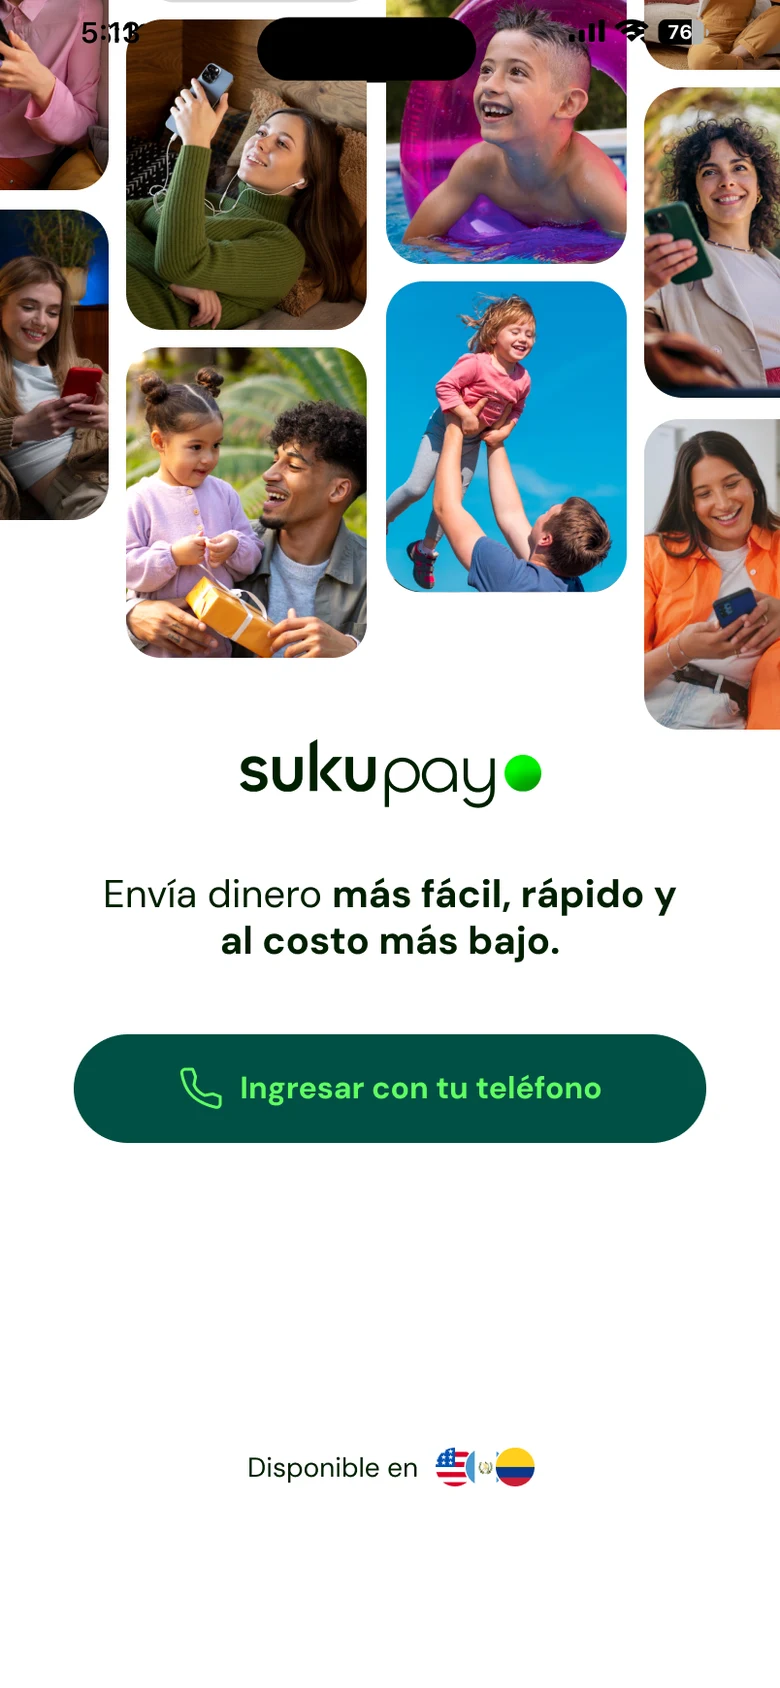 5:13
76
sukupay
Envía dinero más fácil, rápido y
al costo más bajo.
Ingresar con tu teléfono
Disponible en